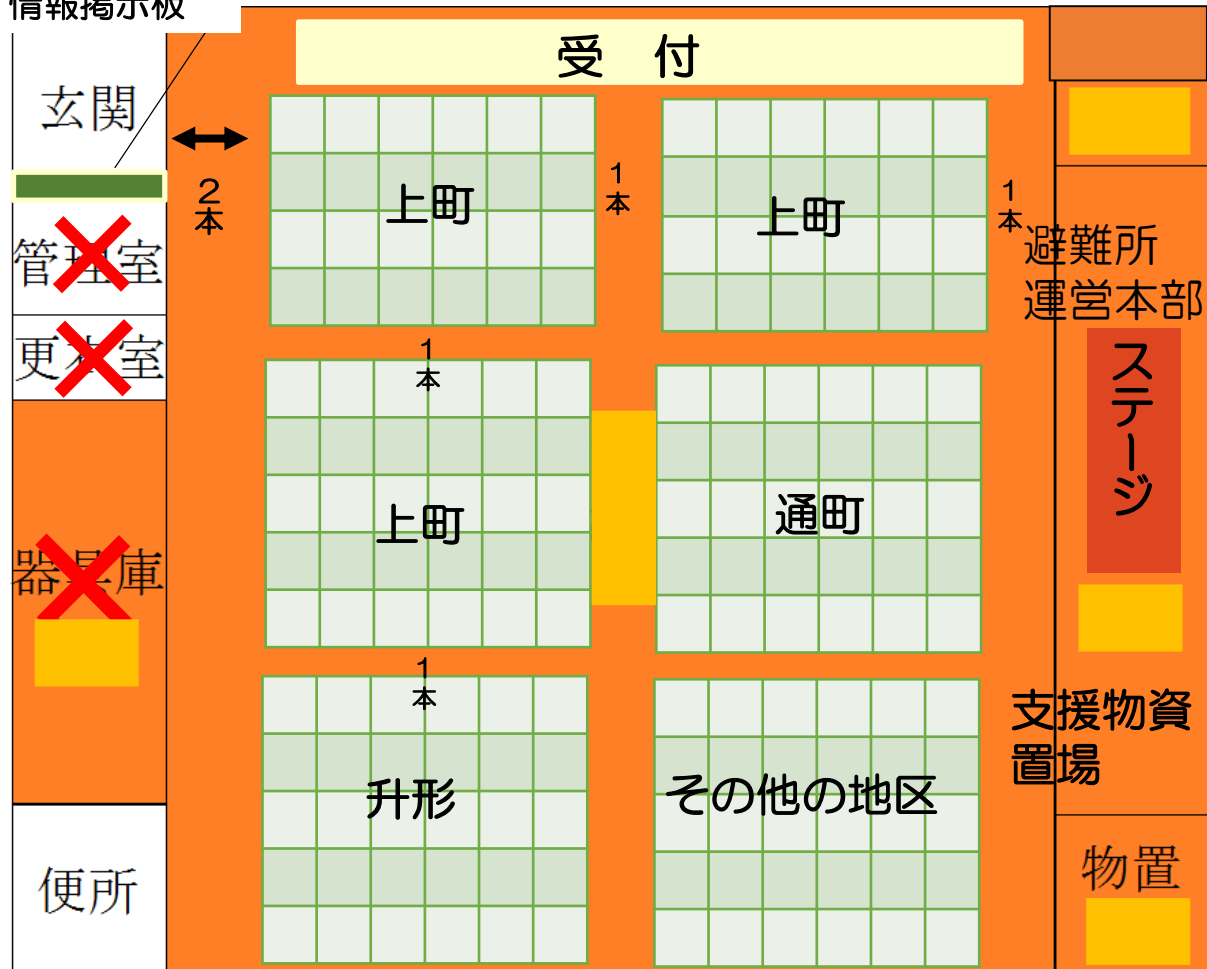 情報掲示板
受 付
玄関
2本
上町
1本
上町
1本
管理室
避難所
運営本部
更衣室
1本
ステージ
上町
通町
器具庫
1本
支援物資
置場
升形
その他の地区
便所
物置